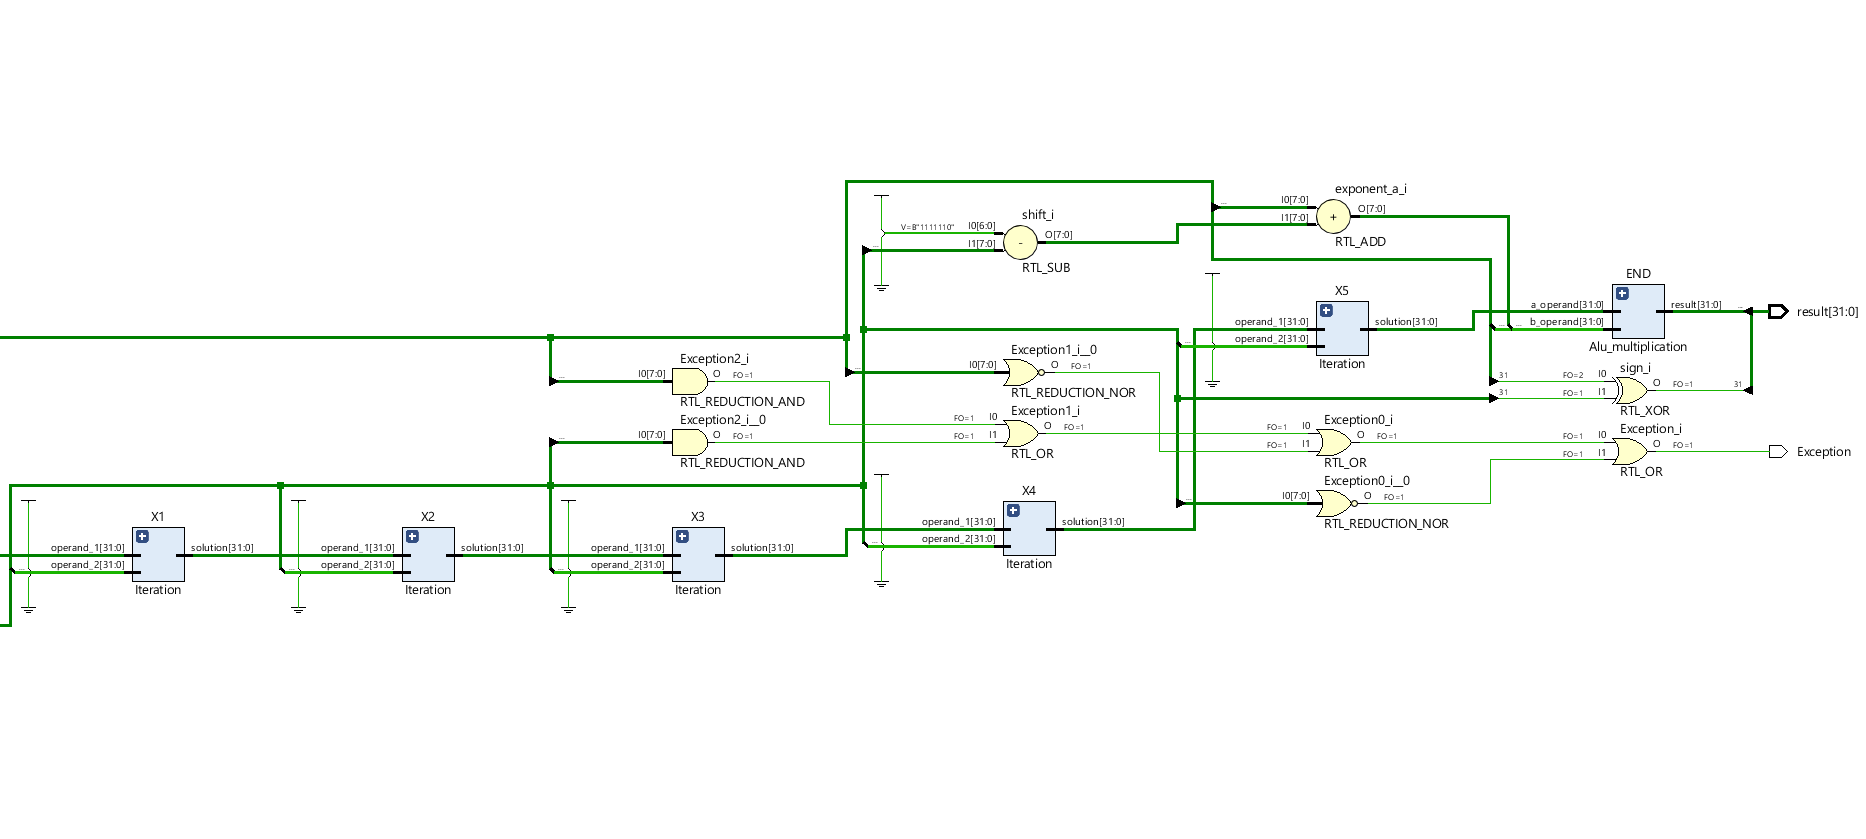 exponent_a_i
I0[7:0]
O[7:0]
I1[7:0]
+
RTL_ADD
shift_i
V=B"1111110"
I0[6:0]
O[7:0]
I1[7:0]
-
RTL_SUB
END
a_operand[31:0]
result[31:0]
b_operand[31:0]
Alu_multiplication
result[31:0]
X5
operand_1[31:0]
solution[31:0]
operand_2[31:0]
Iteration
Exception2_i
I0[7:0]
O
FO=1
RTL_REDUCTION_AND
Exception1_i__0
I0[7:0]
O
FO=1
RTL_REDUCTION_NOR
sign_i
31
FO=2
I0
O
FO=1
31
31
FO=1
I1
RTL_XOR
Exception2_i__0
I0[7:0]
O
FO=1
RTL_REDUCTION_AND
Exception1_i
FO=1
I0
O
FO=1
FO=1
I1
RTL_OR
Exception0_i
FO=1
I0
O
FO=1
FO=1
I1
RTL_OR
Exception_i
FO=1
I0
O
FO=1
FO=1
I1
RTL_OR
Exception
Exception0_i__0
I0[7:0]
O
FO=1
RTL_REDUCTION_NOR
X4
operand_1[31:0]
solution[31:0]
operand_2[31:0]
Iteration
X1
operand_1[31:0]
solution[31:0]
operand_2[31:0]
Iteration
X2
operand_1[31:0]
solution[31:0]
operand_2[31:0]
Iteration
X3
operand_1[31:0]
solution[31:0]
operand_2[31:0]
Iteration